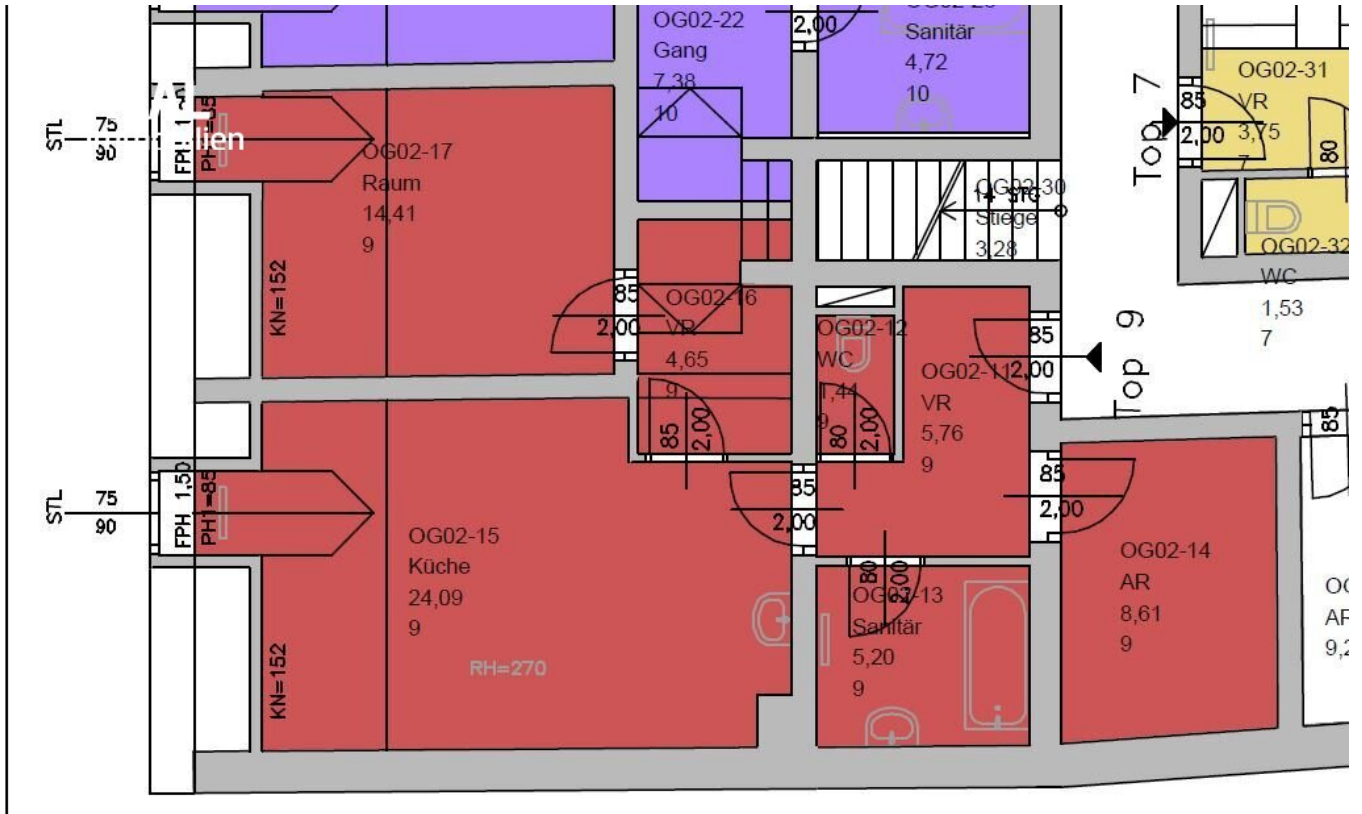 OG02-22
Gang
7,38
10
2,00
Sanitär
4,72
10
OG02-31
VR
3,75
7
85
2,00
80
Top 7
STL
75
90
OG02-17
Raum
14,41
9
KN=152
OG02-30
14 STG
Stiege
3,28
OG02-32
WC
1,53
7
85
2,00
OG02-16
VR
4,65
9
85
2,00
OG02-12
WC
1,44
9
80
2,00
OG02-11
VR
5,76
9
85
2,00
Top 9
85
STL
75
90
FPH 1,50
PH1=85
OG02-15
Küche
24,09
9
RH=270
KN=152
85
2,00
80
2,00
OG02-13
Sanitär
5,20
9
85
2,00
OG02-14
AR
8,61
9
AR